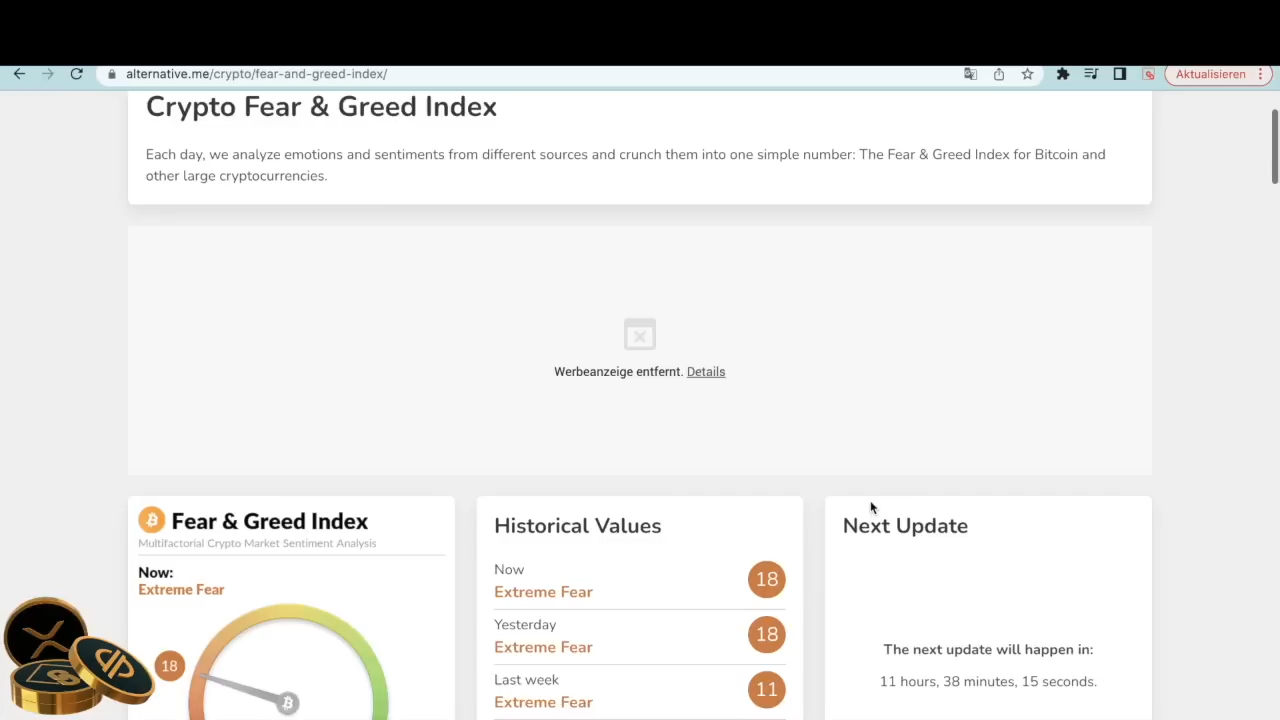 alternative.me/crypto/fear-and-greed-index/
Aktualisieren
Crypto Fear & Greed Index
Each day, we analyze emotions and sentiments from different sources and crunch them into one simple number: The Fear & Greed Index for Bitcoin and
other large cryptocurrencies.
Werbeanzeige entfernt. Details
Fear & Greed Index
Multifactorial Crypto Market Sentiment Analysis
Now:
Extreme Fear
18
Historical Values
Now
Extreme Fear
18
Yesterday
Extreme Fear
18
Last week
Extreme Fear
11
Next Update
The next update will happen in:
11 hours, 38 minutes, 15 seconds.